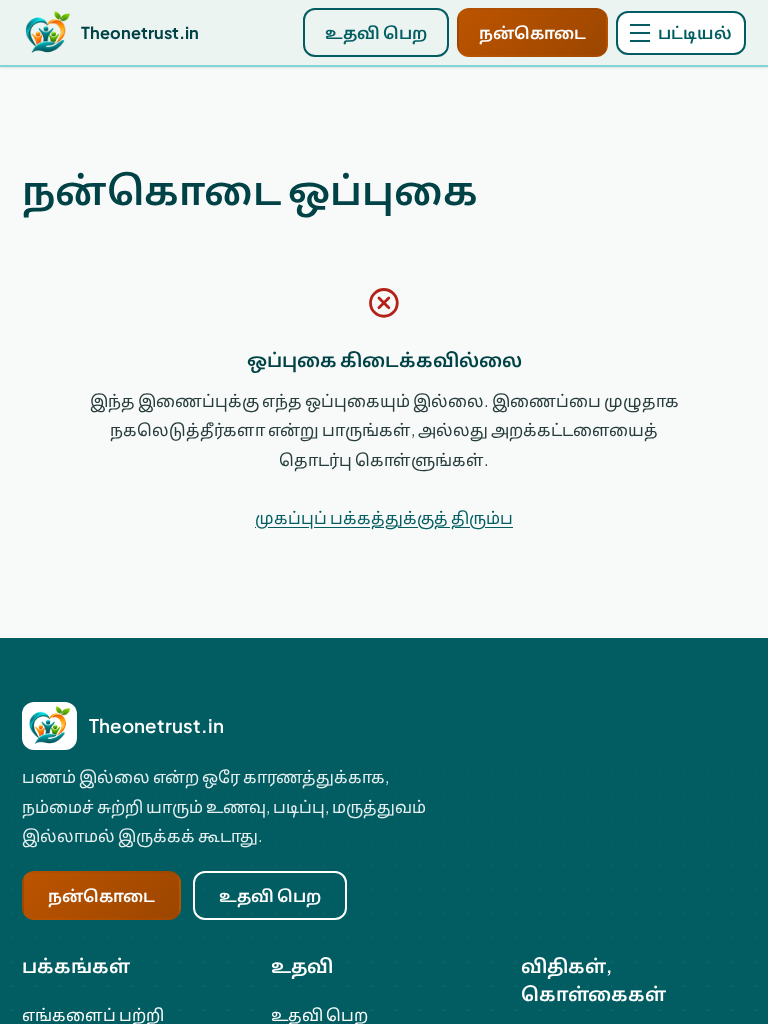 Theonetrust.in
உதவி பெற
நன்கொடை
பட்டியல்
நன்கொடை ஒப்புகை
ஒப்புகை கிடைக்கவில்லை
இந்த இணைப்புக்கு எந்த ஒப்புகையும் இல்லை. இணைப்பை முழுதாக
நகலெடுத்தீர்களா என்று பாருங்கள், அல்லது அறக்கட்டளையைத்
தொடர்பு கொள்ளுங்கள்.
முகப்புப் பக்கத்துக்குத் திரும்ப
Theonetrust.in
பணம் இல்லை என்ற ஒரே காரணத்துக்காக,
நம்மைச் சுற்றி யாரும் உணவு, படிப்பு, மருத்துவம்
இல்லாமல் இருக்கக் கூடாது.
நன்கொடை
உதவி பெற
பக்கங்கள்
எங்களைப் பற்றி
உதவி
உதவி பெற
விதிகள்,
கொள்கைகள்